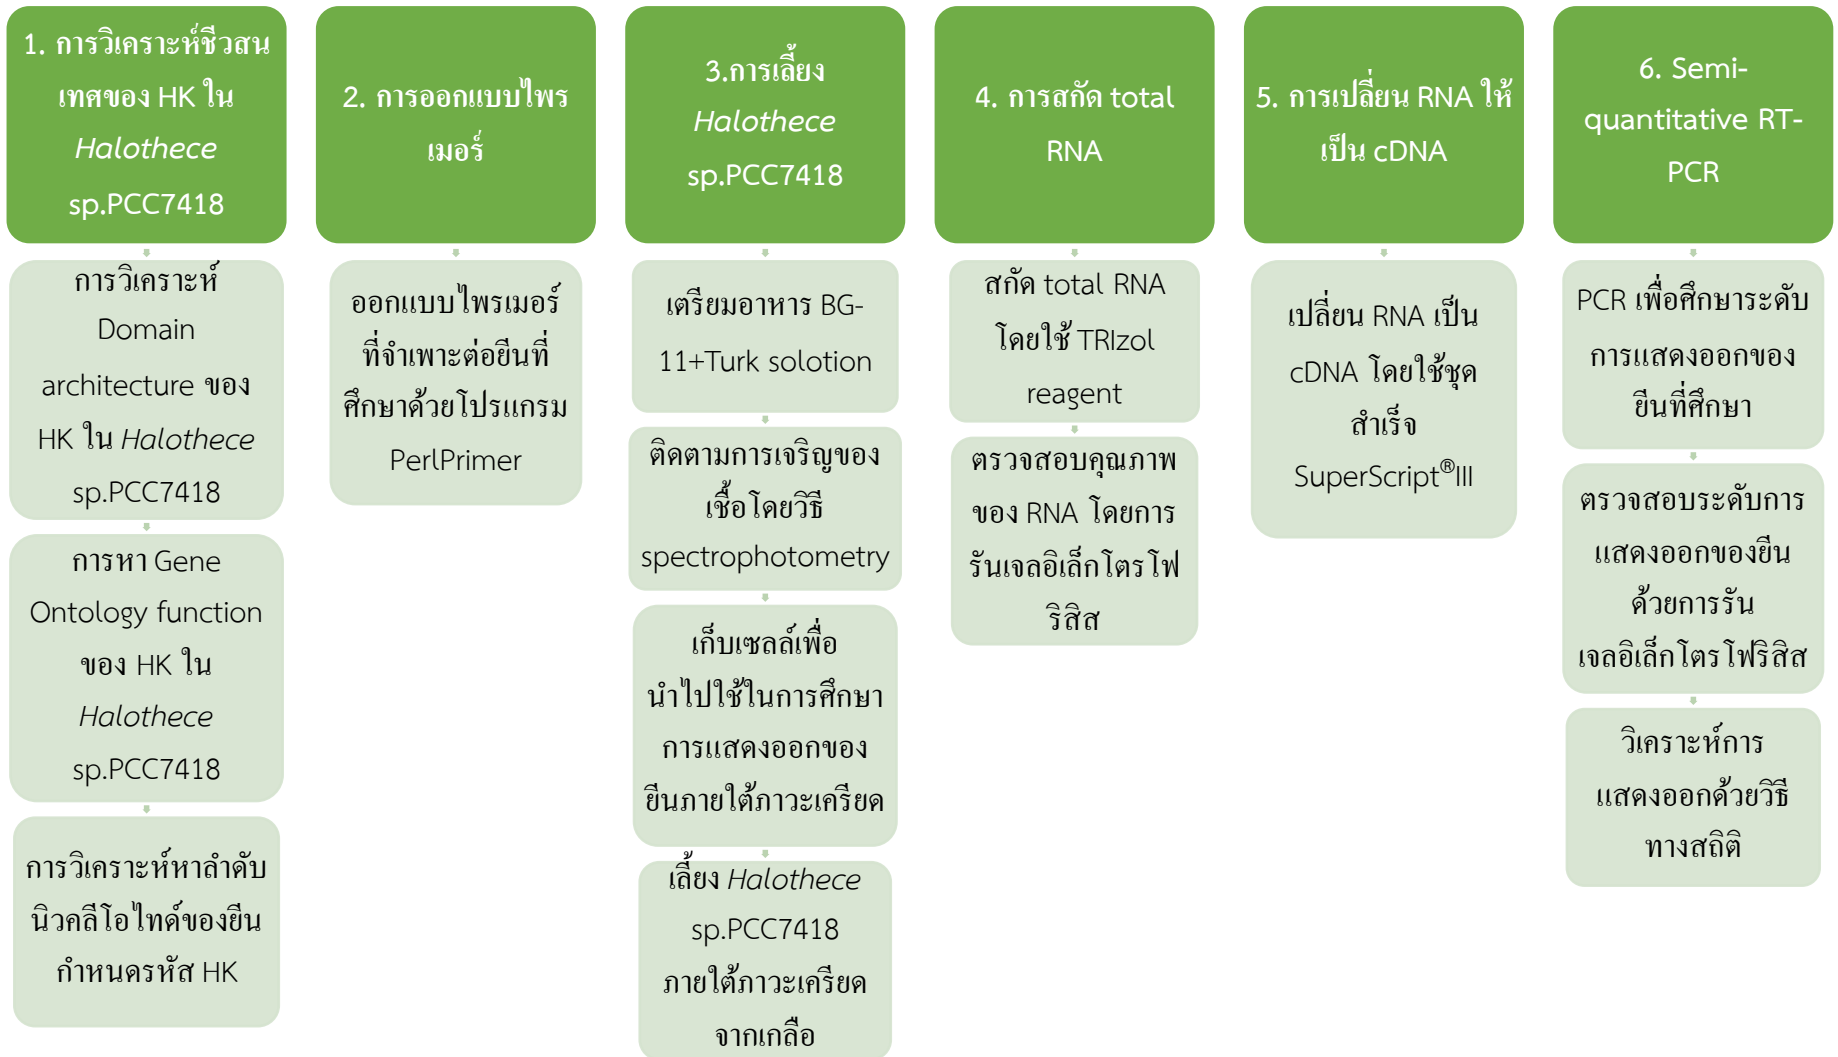 1. การวิเคราะห์ชีวสน
เทศของ HK ใน
Halothece
sp.PCC7418
การวิเคราะห์
Domain
architecture ของ
HK ใน Halothece
sp.PCC7418
การหา Gene
Ontology function
ของ HK ใน
Halothece
sp.PCC7418
การวิเคราะห์หาลำดับ
นิวคลีโอไทด์ของยีน
กำหนดรหัส HK
2. การออกแบบไพร
เมอร์
ออกแบบไพรเมอร์
ที่จำเพาะต่อยีนที่
ศึกษาด้วยโปรแกรม
PerlPrimer
3.การเลี้ยง
Halothece
sp.PCC7418
เตรียมอาหาร BG-
11+Turk solotion
ติดตามการเจริญของ
เชื้อโดยวิธี
spectrophotometry
เก็บเซลล์เพื่อ
นำไปใช้ในการศึกษา
การแสดงออกของ
ยีนภายใต้ภาวะเครียด
เลี้ยง Halothece
sp.PCC7418
ภายใต้ภาวะเครียด
จากเกลือ
4. การสกัด total
RNA
สกัด total RNA
โดยใช้ TRIzol
reagent
ตรวจสอบคุณภาพ
ของ RNA โดยการ
รันเจลอิเล็กโตรโฟ
ริสิส
5. การเปลี่ยน RNA ให้
เป็น cDNA
เปลี่ยน RNA เป็น
cDNA โดยใช้ชุด
สำเร็จ
SuperScript®III
6. Semi-
quantitative RT-
PCR
PCR เพื่อศึกษาระดับ
การแสดงออกของ
ยีนที่ศึกษา
ตรวจสอบระดับการ
แสดงออกของยีน
ด้วยการรัน
เจลอิเล็กโตรโฟริสิส
วิเคราะห์การ
แสดงออกด้วยวิธี
ทางสถิติ